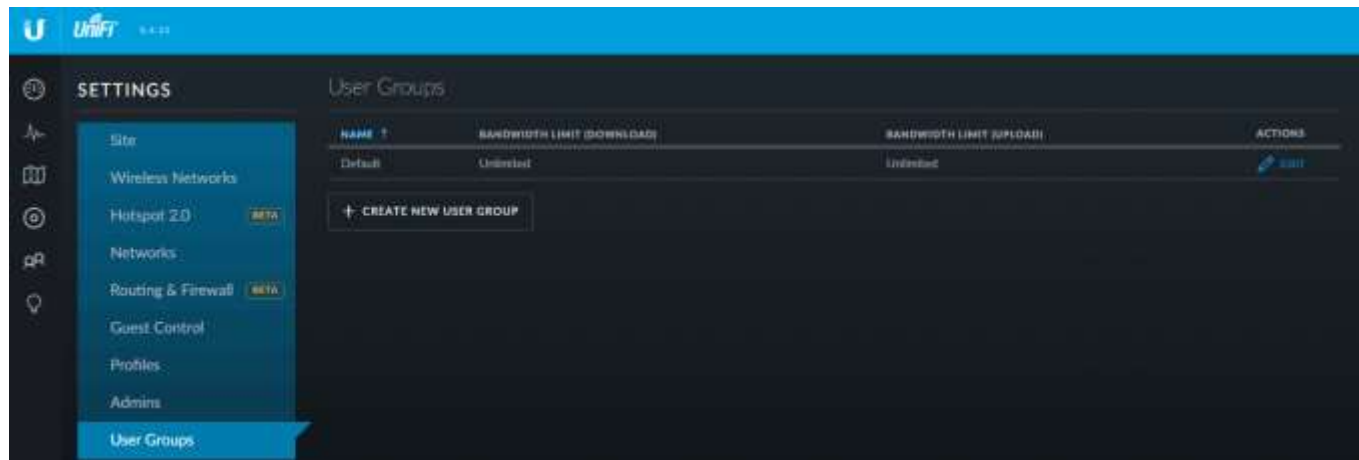 UniFi
SETTINGS
Site
Wireless Networks
Hotspot 2.0 BETA
Networks
Routing & Firewall BETA
Guest Control
Profiles
Admins
User Groups
User Groups
NAME ↑ BANDWIDTH LIMIT (DOWNLOAD) BANDWIDTH LIMIT (UPLOAD) ACTIONS
Default Unlimited Unlimited EDIT
+ CREATE NEW USER GROUP